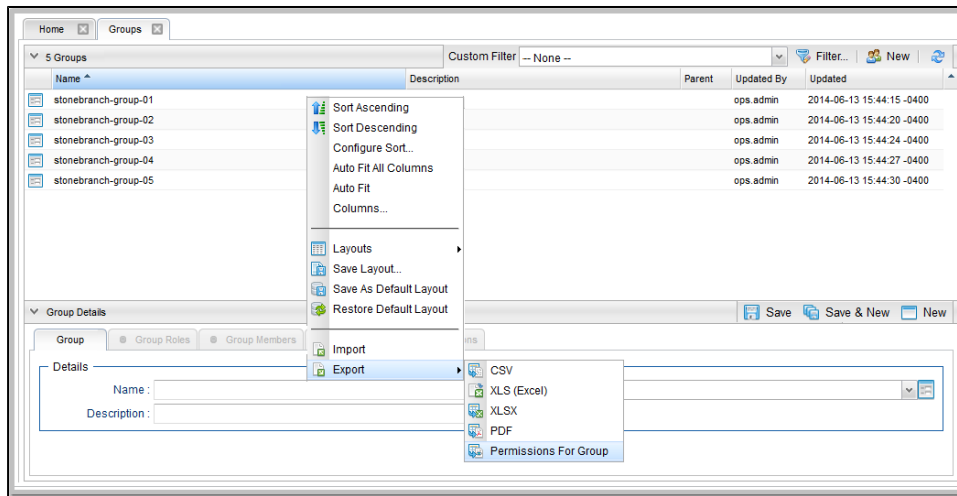 Home Groups
5 Groups Custom Filter -- None -- Filter... New
Name Description Parent Updated By Updated
stonebranch-group-01 ops.admin 2014-06-13 15:44:15 -0400
stonebranch-group-02 ops.admin 2014-06-13 15:44:20 -0400
stonebranch-group-03 ops.admin 2014-06-13 15:44:24 -0400
stonebranch-group-04 ops.admin 2014-06-13 15:44:27 -0400
stonebranch-group-05 ops.admin 2014-06-13 15:44:30 -0400
Sort Ascending
Sort Descending
Configure Sort...
Auto Fit All Columns
Auto Fit
Columns...
Layouts
Save Layout...
Save As Default Layout
Restore Default Layout
Import
Export
CSV
XLS (Excel)
XLSX
PDF
Permissions For Group
Group Details Save Save & New New
Group Group Roles Group Members
Details
Name :
Description :